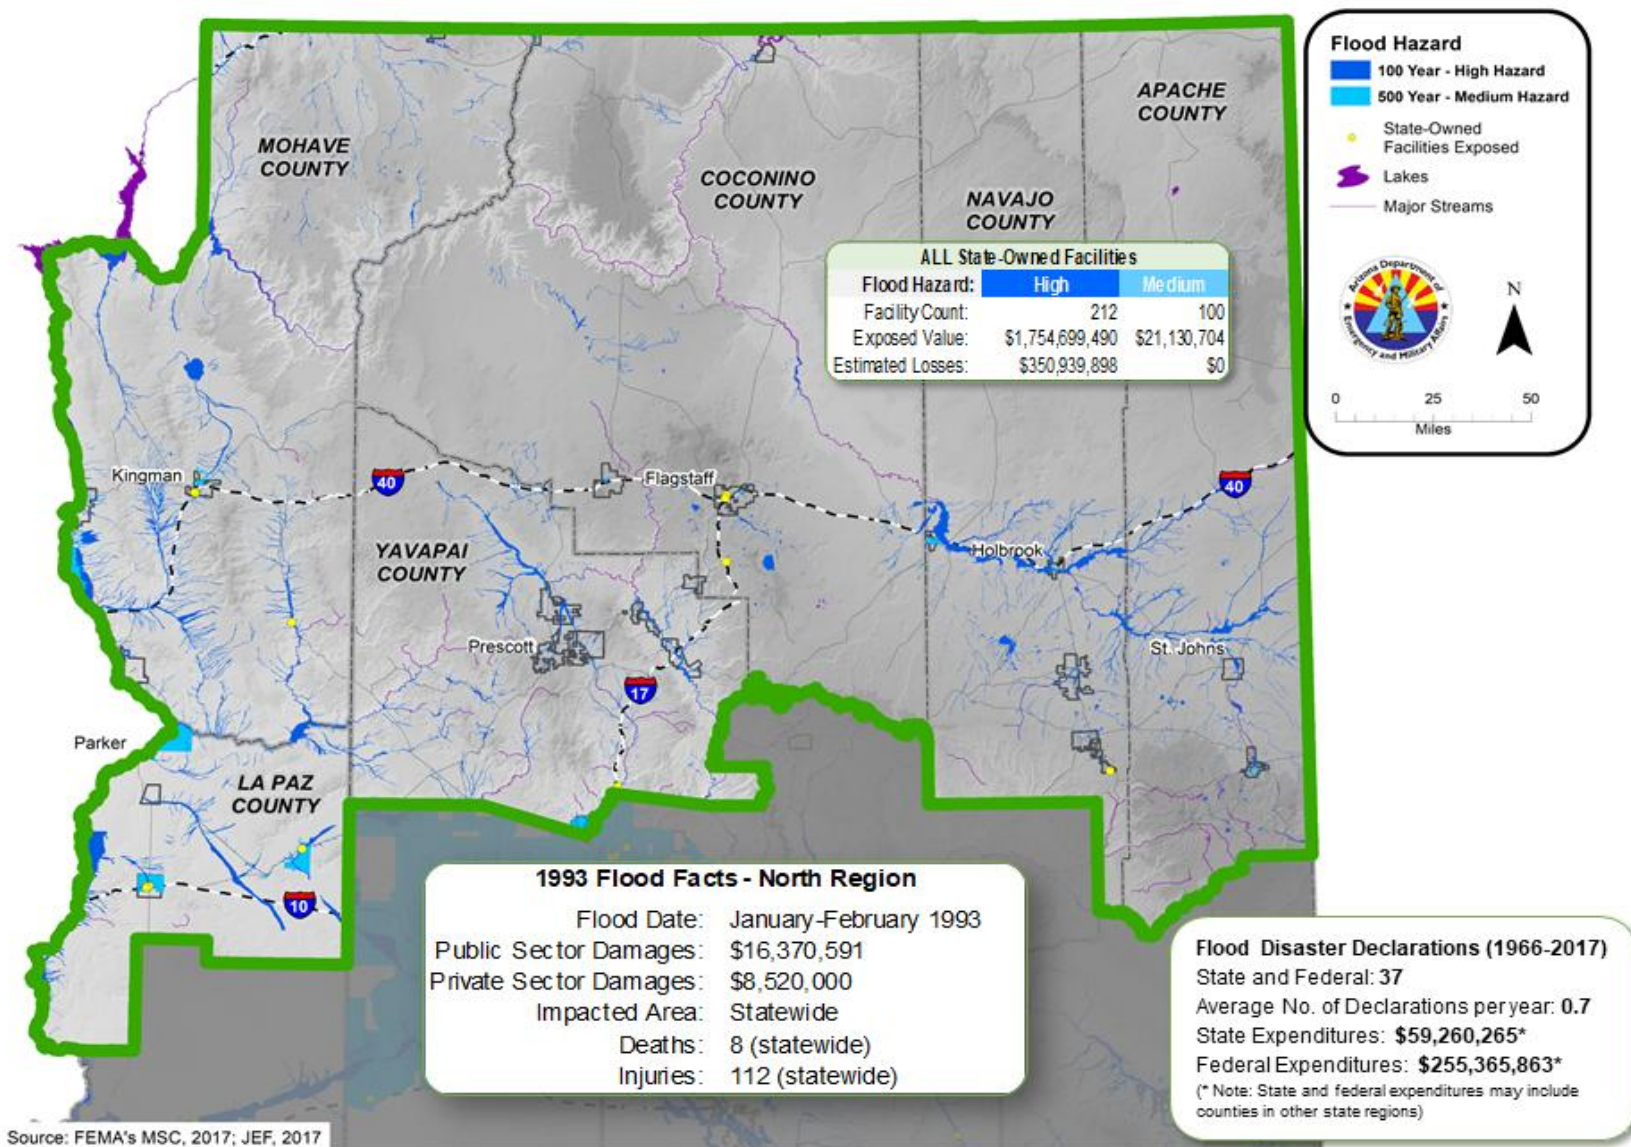 Flood Hazard
100 Year - High Hazard
500 Year - Medium Hazard
State-Owned
Facilities Exposed
Lakes
Major Streams
Arizona Department of
Emergency and Military Affairs
N
0 25 50
Miles
MOHAVE
COUNTY
COCONINO
COUNTY
NAVAJO
COUNTY
APACHE
COUNTY
ALL State-Owned Facilities
Flood Hazard: High Medium
Facility Count: 212 100
Exposed Value: $1,754,699,490 $21,130,704
Estimated Losses: $350,939,898 $0
Kingman
40
Flagstaff
40
YAVAPAI
COUNTY
Holbrook
Prescott
St. Johns
17
Parker
LA PAZ
COUNTY
10
1993 Flood Facts - North Region
Flood Date: January-February 1993
Public Sector Damages: $16,370,591
Private Sector Damages: $8,520,000
Impacted Area: Statewide
Deaths: 8 (statewide)
Injuries: 112 (statewide)
Flood Disaster Declarations (1966-2017)
State and Federal: 37
Average No. of Declarations per year: 0.7
State Expenditures: $59,260,265*
Federal Expenditures: $255,365,863*
(* Note: State and federal expenditures may include
counties in other state regions)
Source: FEMA's MSC, 2017; JEF, 2017